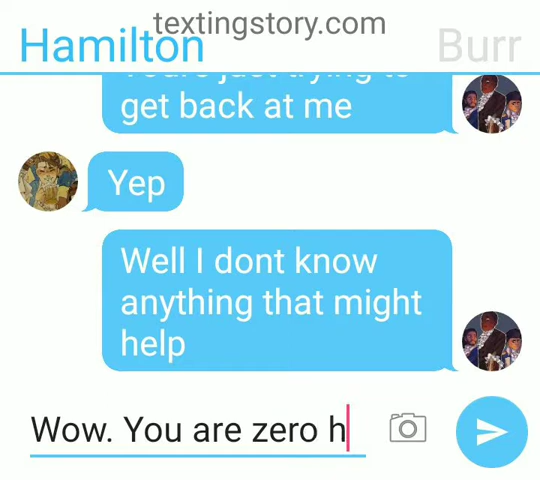 textingstory.com
Hamilton
Burr
get back at me
Yep
Well I dont know
anything that might
help
Wow. You are zero h